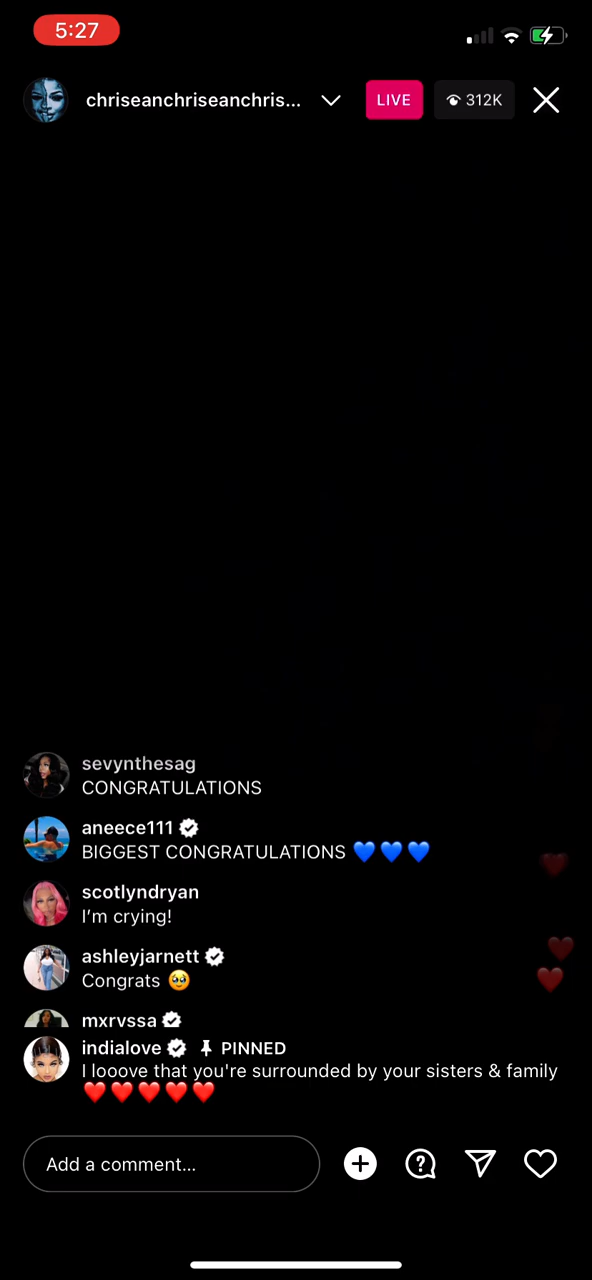 5:27
chriseanchriseanchris...
LIVE
312K
sevynthesag
CONGRATULATIONS
aneece111
BIGGEST CONGRATULATIONS 💙💙💙
scotlyndryan
I'm crying!
ashleyjarnett
Congrats 🥹
mxrvssa
indialove PINNED
I looove that you're surrounded by your sisters & family
❤️❤️❤️❤️❤️
Add a comment...